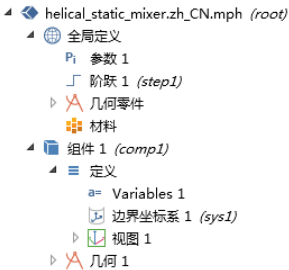 helical_static_mixer.zh_CN.mph (root)
全局定义
Pi 参数 1
阶跃 1 (step1)
几何零件
材料
组件 1 (comp1)
定义
a= Variables 1
边界坐标系 1 (sys1)
视图 1
几何 1